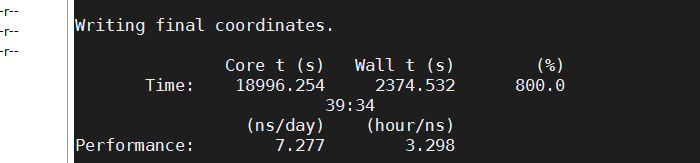 -r--
-r--
-r--
Writing final coordinates.
Core t (s) Wall t (s) (%)
Time: 18996.254 2374.532 800.0
39:34
(ns/day) (hour/ns)
Performance: 7.277 3.298